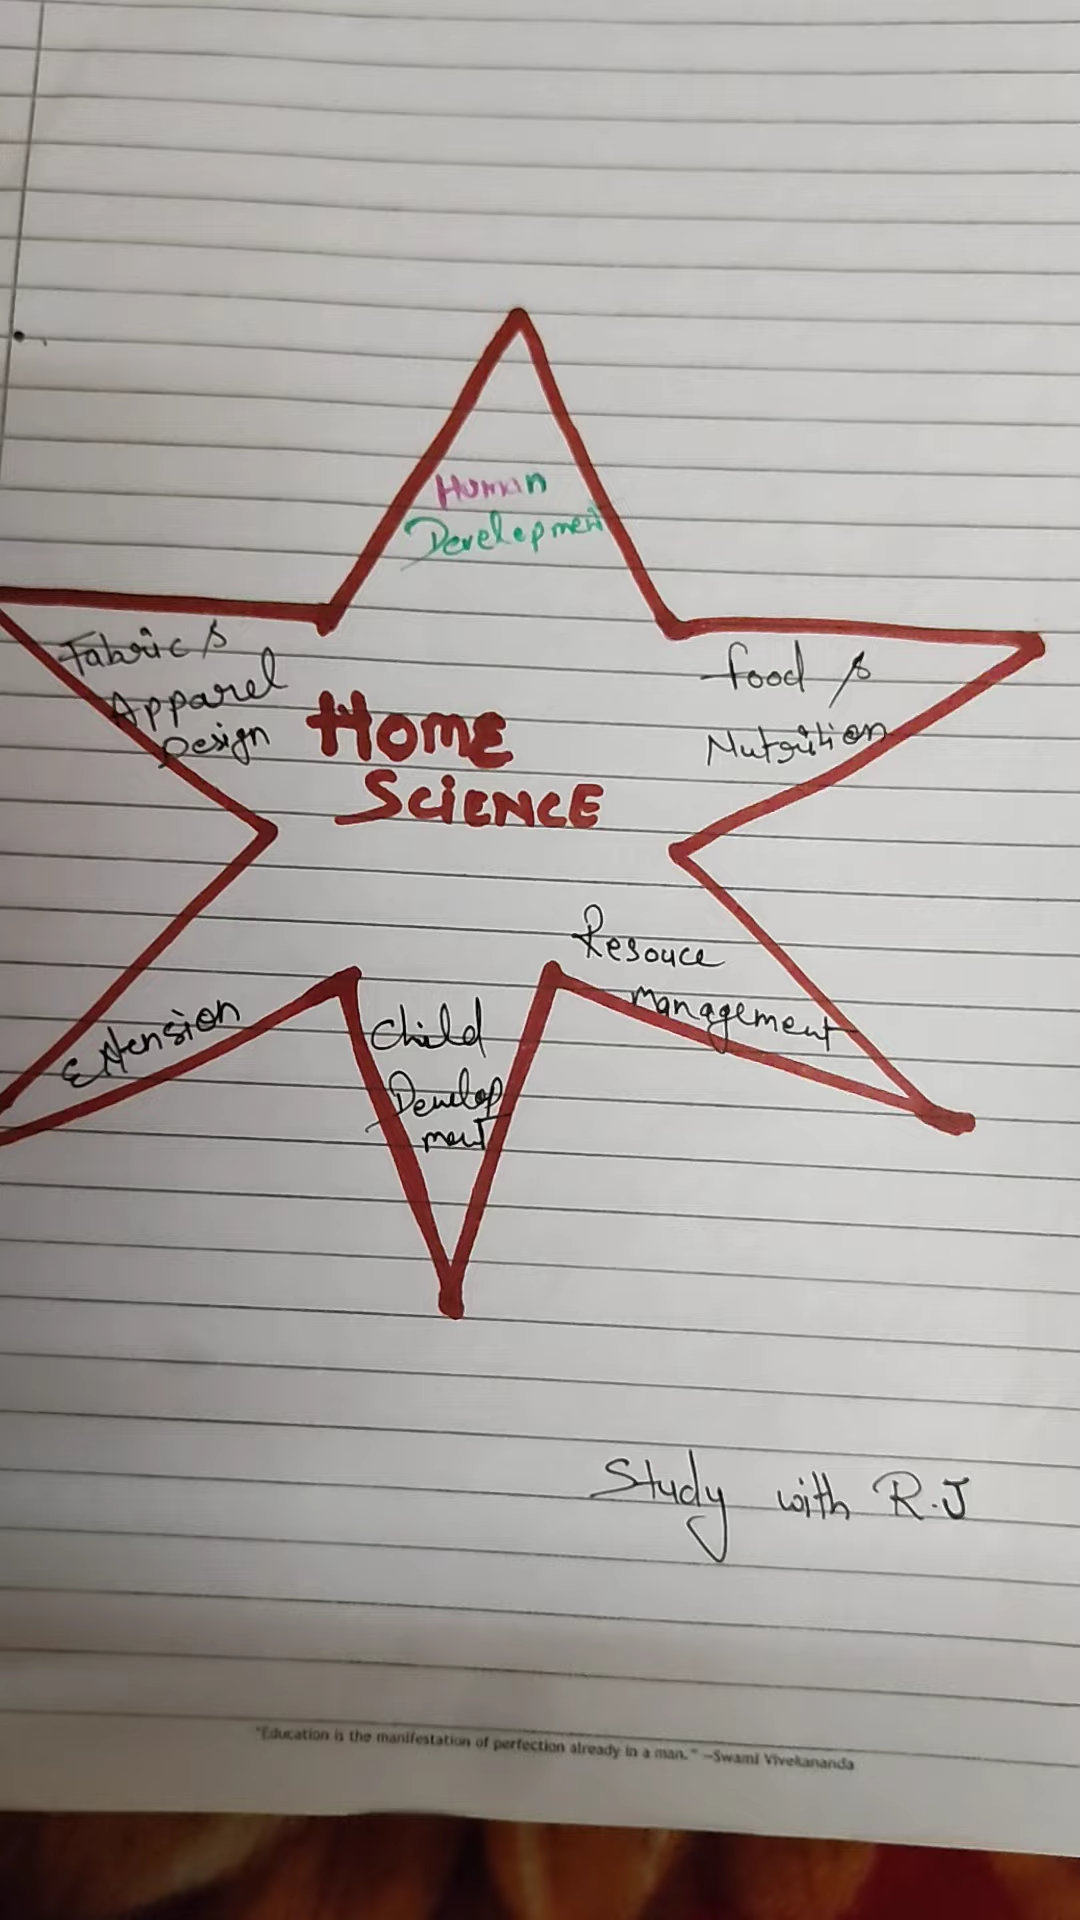 Human
Development
Fabric &
Apparel
Design
Home
SCiENCE
food &
Nutrition
Resouce
management
Extension
Child
Develop
ment
Study with R.J
"Education is the manifestation of perfection already in a man." –Swami Vivekananda